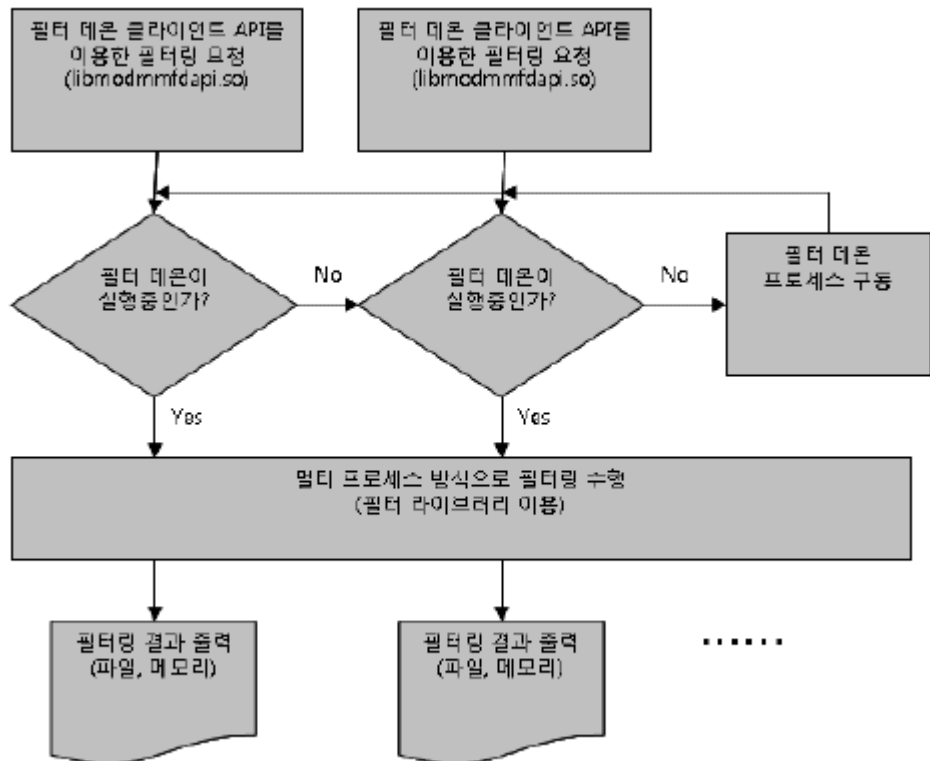 필터 데몬 클라이언트 API를
이용한 필터링 요청
(libmodmmfdapi.so)
필터 데몬 클라이언트 API를
이용한 필터링 요청
(libmodmmfdapi.so)
필터 데몬이
실행중인가?
No
필터 데몬이
실행중인가?
No
필터 데몬
프로세스 구동
Yes
Yes
멀티 프로세스 방식으로 필터링 수행
(필터 라이브러리 이용)
필터링 결과 출력
(파일, 메모리)
필터링 결과 출력
(파일, 메모리)
......